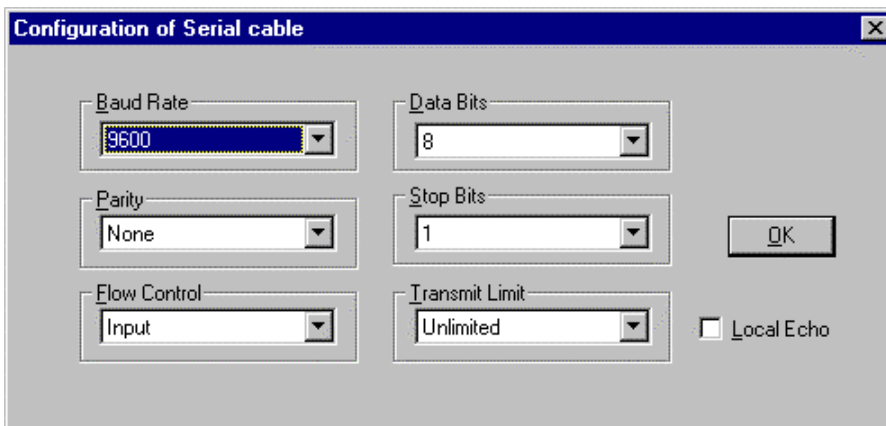 Configuration of Serial cable
Baud Rate
9600
Data Bits
8
Parity
None
Stop Bits
1
OK
Flow Control
Input
Transmit Limit
Unlimited
Local Echo